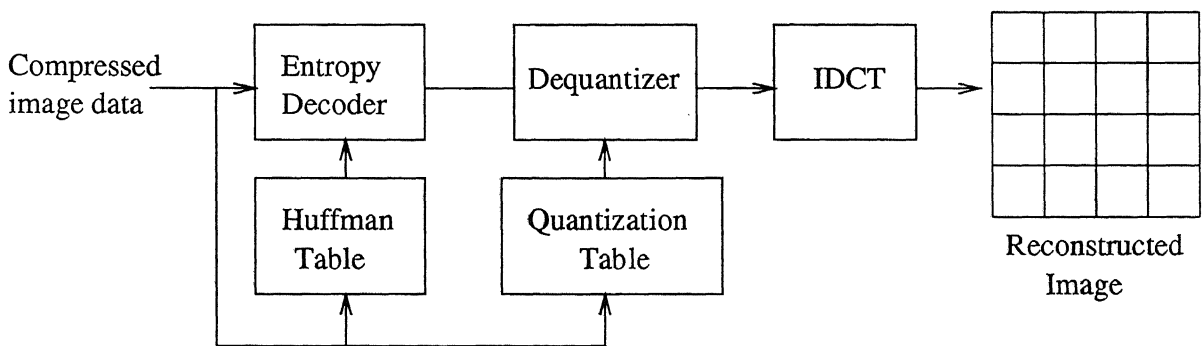 Compressed
image data
Entropy
Decoder
Dequantizer
IDCT
Huffman
Table
Quantization
Table
Reconstructed
Image